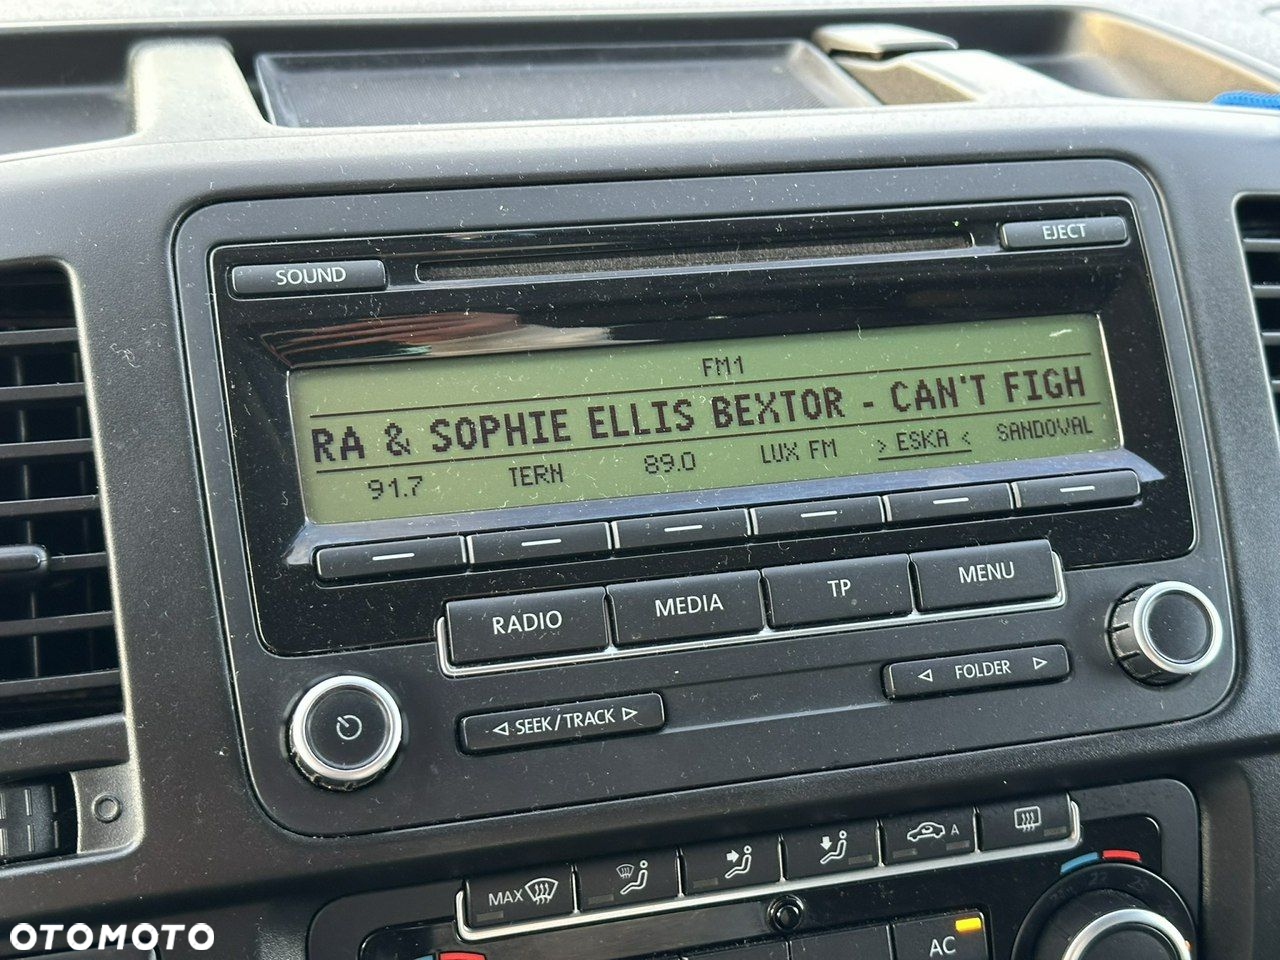 SOUND
EJECT
FM1
RA & SOPHIE ELLIS BEXTOR - CAN'T FIGH
91.7 TERN 89.0 LUX FM > ESKA < SANDOVAL
RADIO MEDIA TP MENU
◁ SEEK/TRACK ▷
◁ FOLDER ▷
MAX
A
22
AC
OTOMOTO